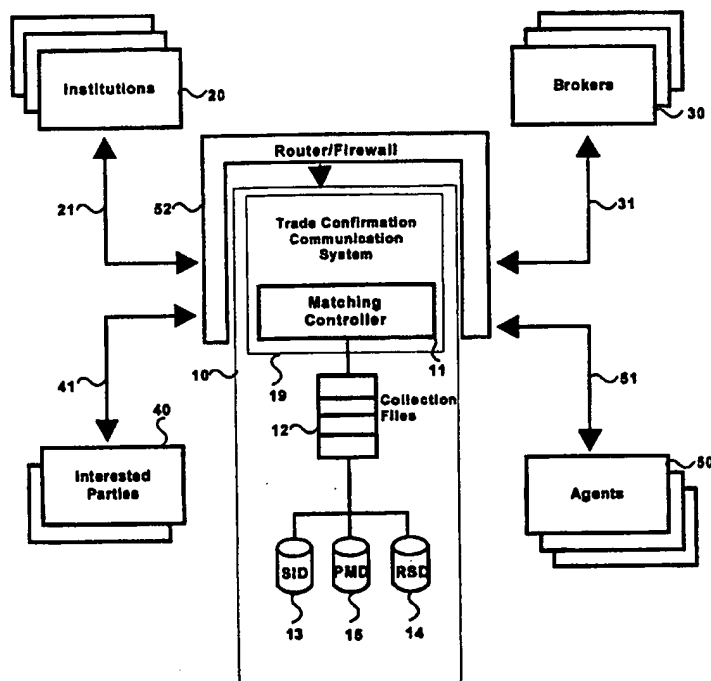 Institutions
20
Brokers
30
Router/Firewall
21
52
31
Trade Confirmation
Communication
System
Matching
Controller
41
10
19
11
51
Collection
Files
12
40
Interested
Parties
50
Agents
SID
PMD
RSD
13
15
14